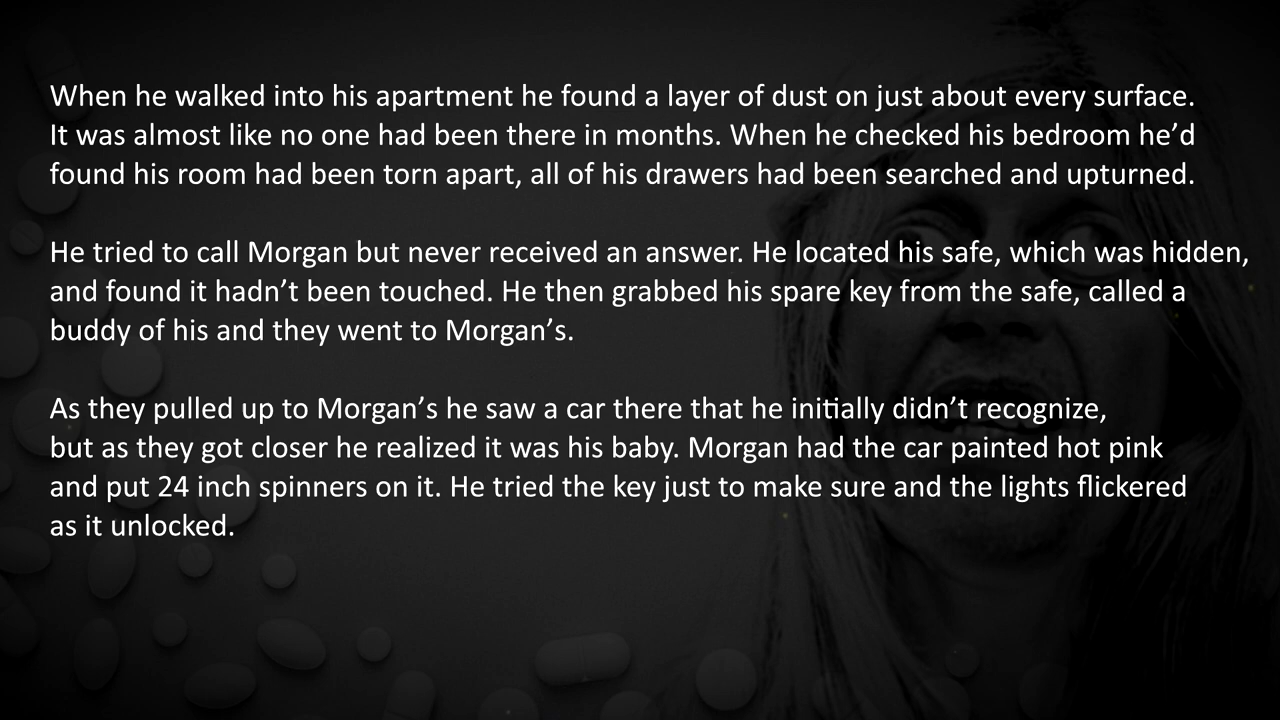 When he walked into his apartment he found a layer of dust on just about every surface.
It was almost like no one had been there in months. When he checked his bedroom he’d
found his room had been torn apart, all of his drawers had been searched and upturned.
He tried to call Morgan but never received an answer. He located his safe, which was hidden,
and found it hadn’t been touched. He then grabbed his spare key from the safe, called a
buddy of his and they went to Morgan’s.
As they pulled up to Morgan’s he saw a car there that he initially didn’t recognize,
but as they got closer he realized it was his baby. Morgan had the car painted hot pink
and put 24 inch spinners on it. He tried the key just to make sure and the lights flickered
as it unlocked.